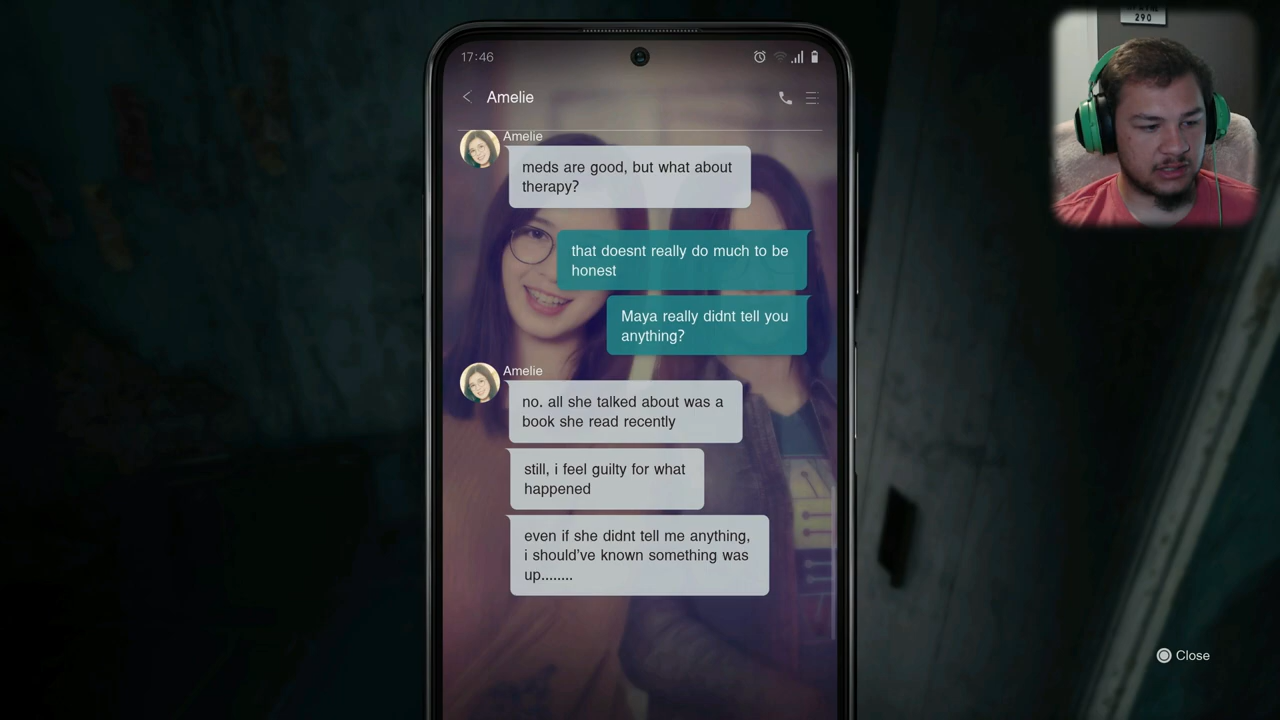 290
17:46
Amelie
Amelie
meds are good, but what about
therapy?
that doesnt really do much to be
honest
Maya really didnt tell you
anything?
Amelie
no. all she talked about was a
book she read recently
still, i feel guilty for what
happened
even if she didnt tell me anything,
i should've known something was
up........
Close